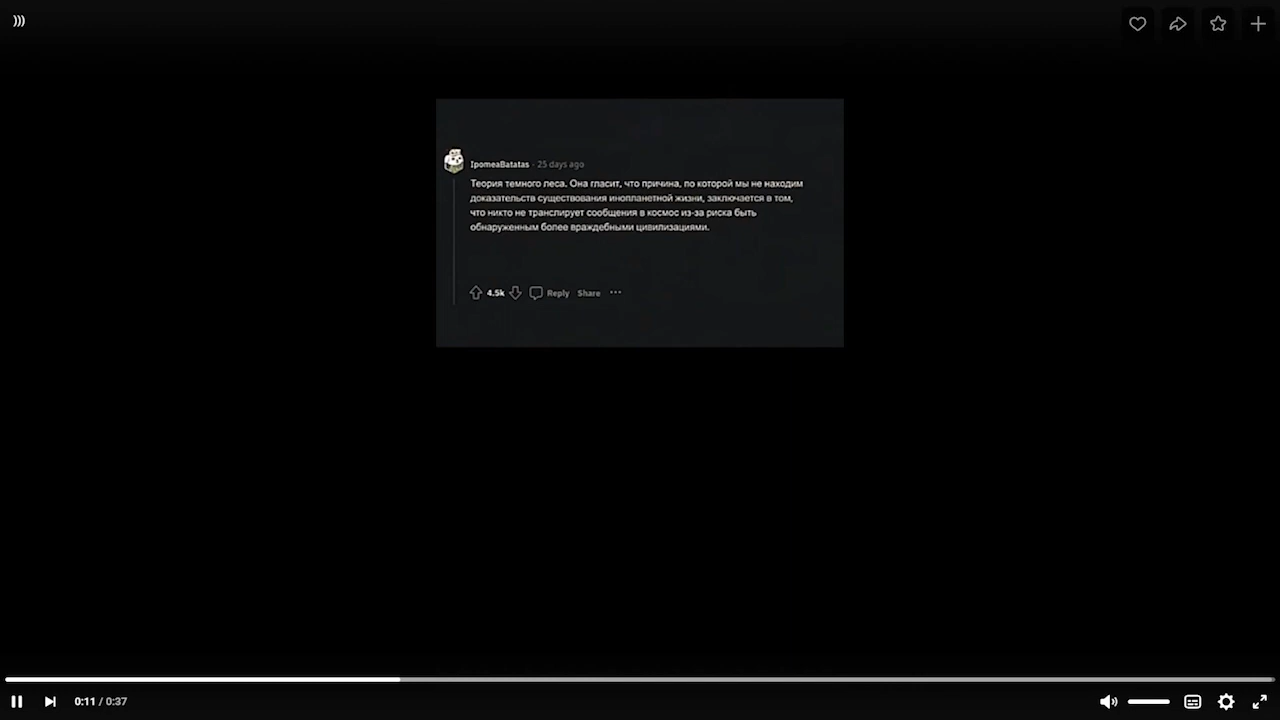 )))
IpomeaBatatas · 25 days ago
Теория темного леса. Она гласит, что причина, по которой мы не находим
доказательств существования инопланетной жизни, заключается в том,
что никто не транслирует сообщения в космос из-за риска быть
обнаруженным более враждебными цивилизациями.
4.5k Reply Share ···
0:11 / 0:37